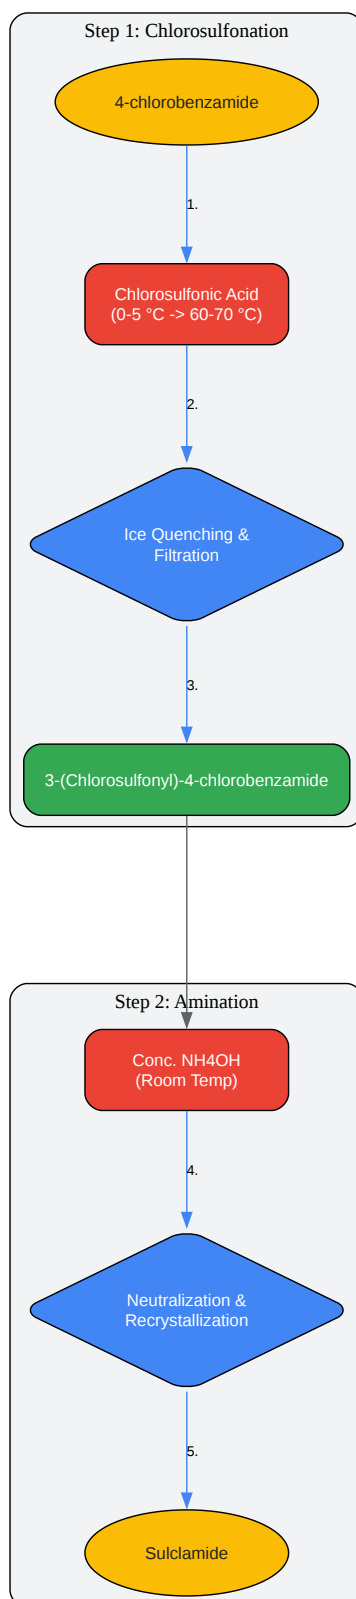 Step 1: Chlorosulfonation
4-chlorobenzamide
1.
Chlorosulfonic Acid
(0-5 °C -> 60-70 °C)
2.
Ice Quenching &
Filtration
3.
3-(Chlorosulfonyl)-4-chlorobenzamide
Step 2: Amination
Conc. NH4OH
(Room Temp)
4.
Neutralization &
Recrystallization
5.
Sulclamide